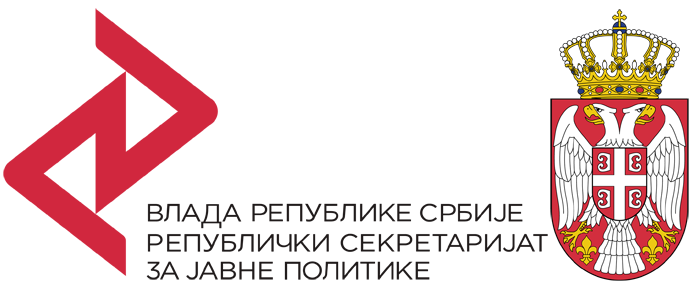 ВЛАДА РЕПУБЛИКЕ СРБИЈЕ
РЕПУБЛИЧКИ СЕКРЕТАРИЈАТ
ЗА ЈАВНЕ ПОЛИТИКЕ